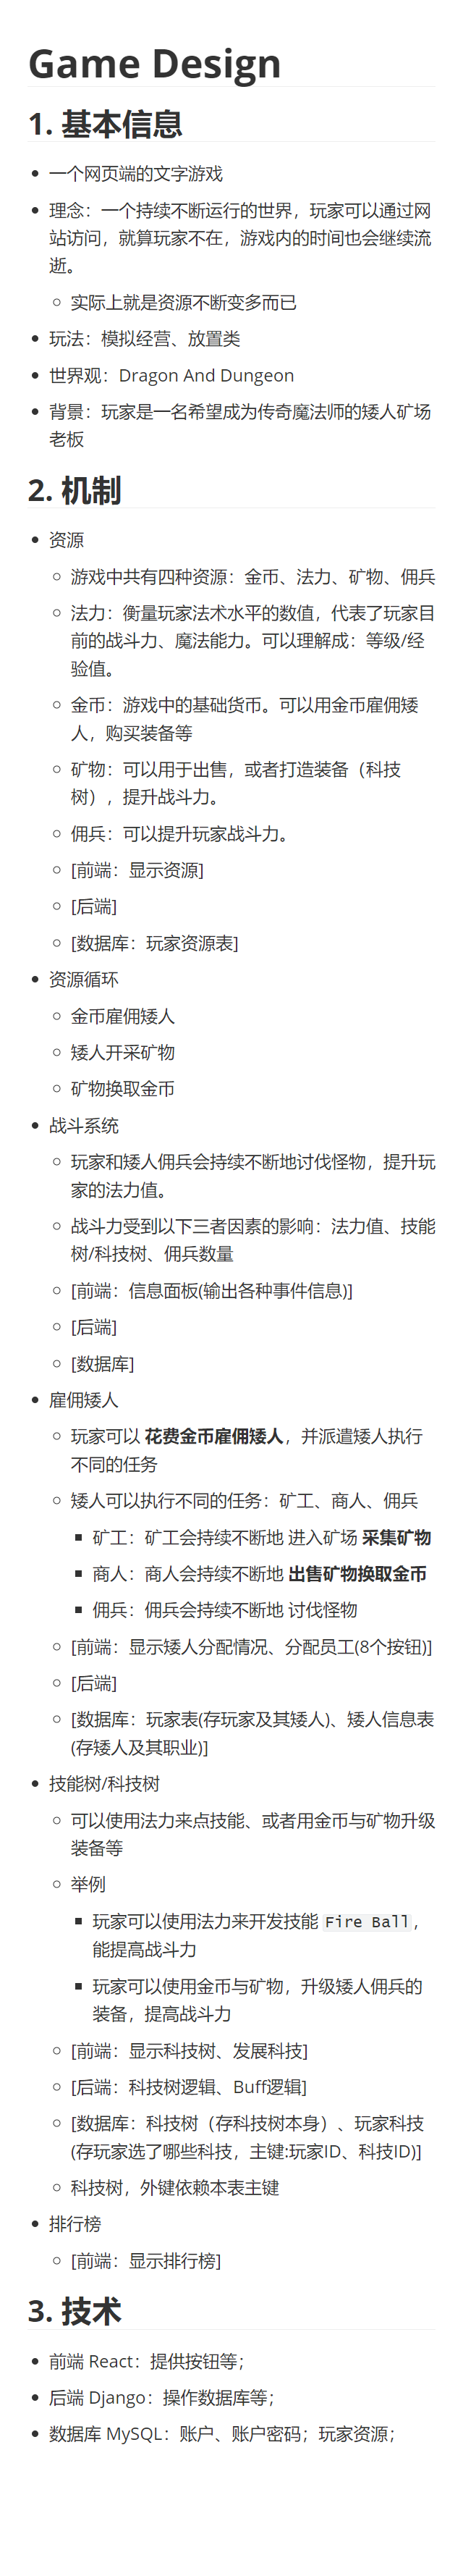 Game Design
1. 基本信息
• 一个网页端的文字游戏
• 理念：一个持续不断运行的世界，玩家可以通过网
站访问，就算玩家不在，游戏内的时间也会继续流
逝。
◦ 实际上就是资源不断变多而已
• 玩法：模拟经营、放置类
• 世界观：Dragon And Dungeon
• 背景：玩家是一名希望成为传奇魔法师的矮人矿场
老板
2. 机制
• 资源
◦ 游戏中共有四种资源：金币、法力、矿物、佣兵
◦ 法力：衡量玩家法术水平的数值，代表了玩家目
前的战斗力、魔法能力。可以理解成：等级/经
验值。
◦ 金币：游戏中的基础货币。可以用金币雇佣矮
人，购买装备等
◦ 矿物：可以用于出售，或者打造装备（科技
树），提升战斗力。
◦ 佣兵：可以提升玩家战斗力。
◦ [前端：显示资源]
◦ [后端]
◦ [数据库：玩家资源表]
• 资源循环
◦ 金币雇佣矮人
◦ 矮人开采矿物
◦ 矿物换取金币
• 战斗系统
◦ 玩家和矮人佣兵会持续不断地讨伐怪物，提升玩
家的法力值。
◦ 战斗力受到以下三者因素的影响：法力值、技能
树/科技树、佣兵数量
◦ [前端：信息面板(输出各种事件信息)]
◦ [后端]
◦ [数据库]
• 雇佣矮人
◦ 玩家可以 花费金币雇佣矮人，并派遣矮人执行
不同的任务
◦ 矮人可以执行不同的任务：矿工、商人、佣兵
▪ 矿工：矿工会持续不断地 进入矿场 采集矿物
▪ 商人：商人会持续不断地 出售矿物换取金币
▪ 佣兵：佣兵会持续不断地 讨伐怪物
◦ [前端：显示矮人分配情况、分配员工(8个按钮)]
◦ [后端]
◦ [数据库：玩家表(存玩家及其矮人)、矮人信息表
(存矮人及其职业)]
• 技能树/科技树
◦ 可以使用法力来点技能、或者用金币与矿物升级
装备等
◦ 举例
▪ 玩家可以使用法力来开发技能 Fire Ball，
能提高战斗力
▪ 玩家可以使用金币与矿物，升级矮人佣兵的
装备，提高战斗力
◦ [前端：显示科技树、发展科技]
◦ [后端：科技树逻辑、Buff逻辑]
◦ [数据库：科技树（存科技树本身）、玩家科技
(存玩家选了哪些科技，主键:玩家ID、科技ID)]
◦ 科技树，外键依赖本表主键
• 排行榜
◦ [前端：显示排行榜]
3. 技术
• 前端 React：提供按钮等；
• 后端 Django：操作数据库等；
• 数据库 MySQL：账户、账户密码；玩家资源；